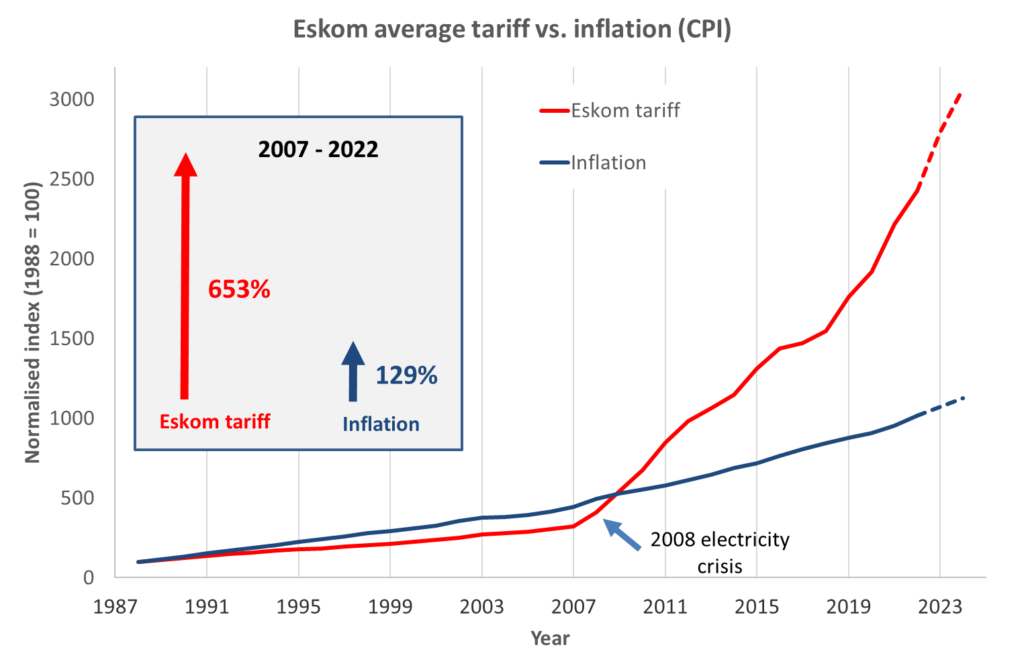 Eskom average tariff vs. inflation (CPI)
Normalised index (1988 = 100)
3000
2500
2000
1500
1000
500
0
2007 - 2022
653%
129%
Eskom tariff
Inflation
Eskom tariff
Inflation
2008 electricity
crisis
1987 1991 1995 1999 2003 2007 2011 2015 2019 2023
Year